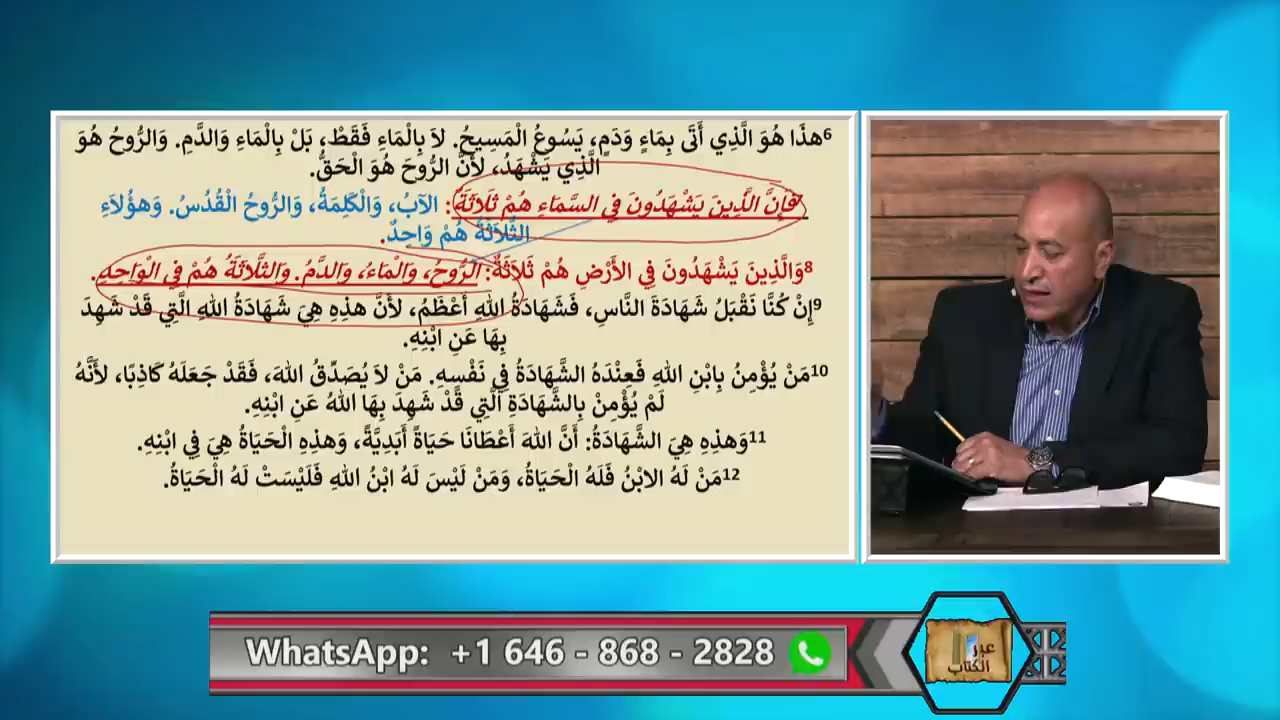 6هذَا هُوَ الَّذِي أَتَى بِمَاءٍ وَدَمٍ، يَسُوعُ الْمَسِيحُ. لاَ بِالْمَاءِ فَقَطْ، بَلْ بِالْمَاءِ وَالدَّمِ. وَالرُّوحُ هُوَ
الَّذِي يَشْهَدُ، لأَنَّ الرُّوحَ هُوَ الْحَقُّ.
فَإِنَّ الَّذِينَ يَشْهَدُونَ فِي السَّمَاءِ هُمْ ثَلاَثَةٌ: الآبُ، وَالْكَلِمَةُ، وَالرُّوحُ الْقُدُسُ. وَهؤُلاَءِ
الثَّلاَثَةُ هُمْ وَاحِدٌ.
8وَالَّذِينَ يَشْهَدُونَ فِي الأَرْضِ هُمْ ثَلاَثَةٌ: الرُّوحُ، وَالْمَاءُ، وَالدَّمُ. وَالثَّلاَثَةُ هُمْ فِي الْوَاحِدِ.
9إِنْ كُنَّا نَقْبَلُ شَهَادَةَ النَّاسِ، فَشَهَادَةُ اللهِ أَعْظَمُ، لأَنَّ هذِهِ هِيَ شَهَادَةُ اللهِ الَّتِي قَدْ شَهِدَ
بِهَا عَنِ ابْنِهِ.
10مَنْ يُؤْمِنُ بِابْنِ اللهِ فَعِنْدَهُ الشَّهَادَةُ فِي نَفْسِهِ. مَنْ لاَ يُصَدِّقُ اللهَ، فَقَدْ جَعَلَهُ كَاذِبًا، لأَنَّهُ
لَمْ يُؤْمِنْ بِالشَّهَادَةِ الَّتِي قَدْ شَهِدَ بِهَا اللهُ عَنِ ابْنِهِ.
11وَهذِهِ هِيَ الشَّهَادَةُ: أَنَّ اللهَ أَعْطَانَا حَيَاةً أَبَدِيَّةً، وَهذِهِ الْحَيَاةُ هِيَ فِي ابْنِهِ.
12مَنْ لَهُ الابْنُ فَلَهُ الْحَيَاةُ، وَمَنْ لَيْسَ لَهُ ابْنُ اللهِ فَلَيْسَتْ لَهُ الْحَيَاةُ.
WhatsApp: +1 646 - 868 - 2828
عبر
الكتاب